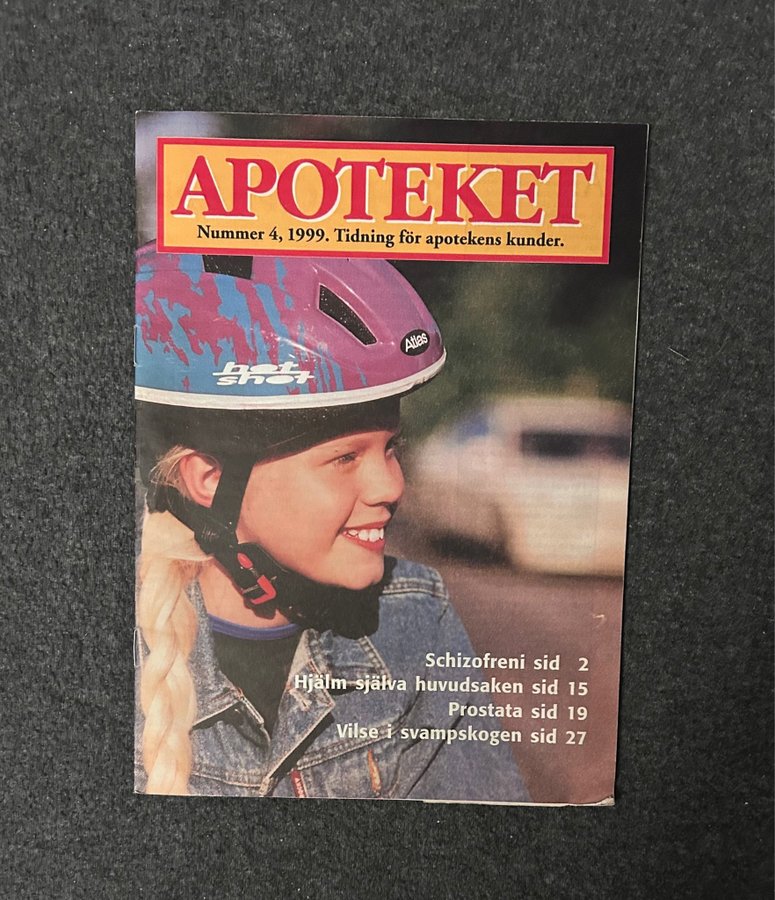 APOTEKET
Nummer 4, 1999. Tidning för apotekens kunder.
Atlas
hot
shot
Schizofreni sid 2
Hjälm själva huvudsaken sid 15
Prostata sid 19
Vilse i svampskogen sid 27